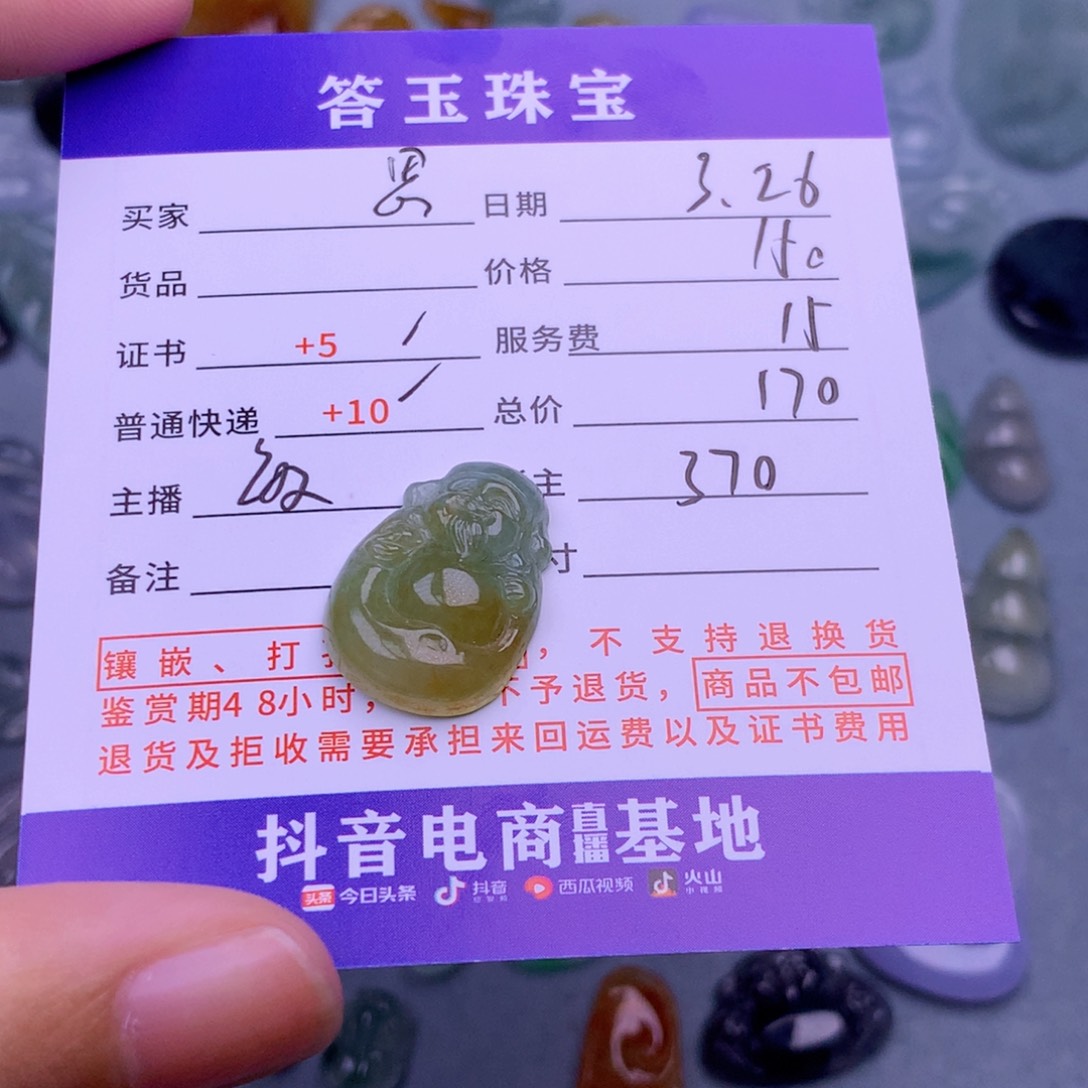 答玉珠宝
买家 日期 3.26
货品 价格
证书 +5 / 服务费 15
普通快递 +10 / 总价 170
主播 主 370
备注 寸
镶嵌、打 , 不支持退换货
鉴赏期48小时, 不予退货, 商品不包邮
退货及拒收需要承担来回运费以及证书费用
抖音电商直播基地
头条 今日头条 抖音 西瓜视频 火山